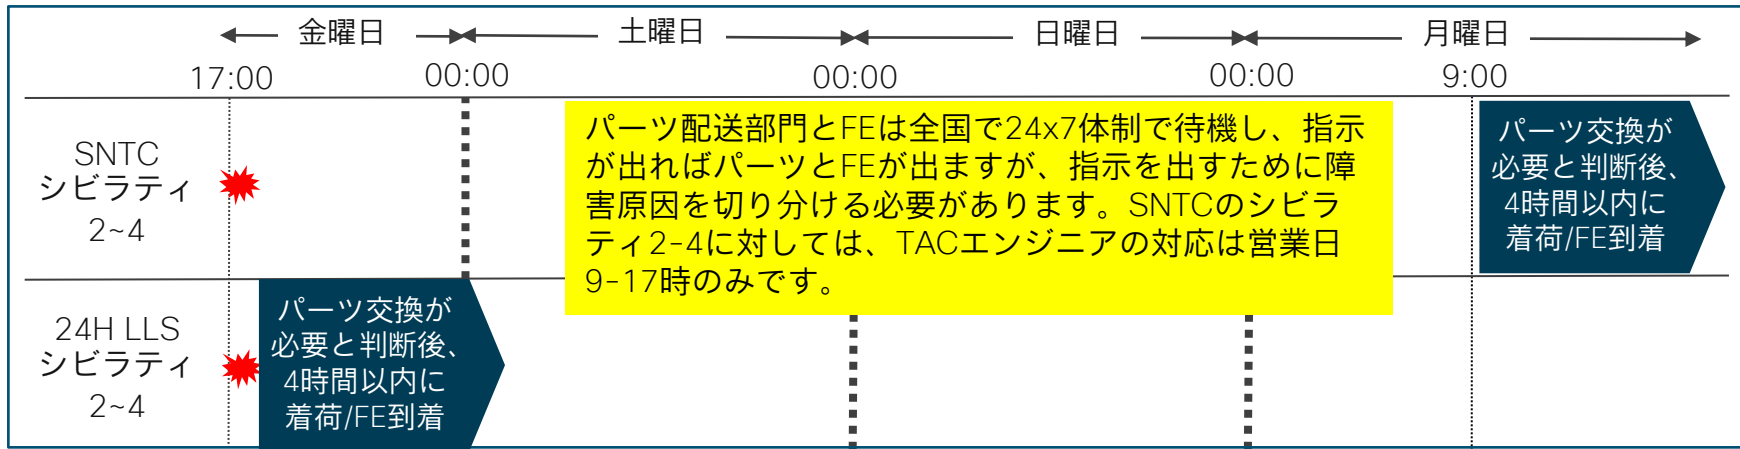 金曜日
土曜日
日曜日
月曜日
17:00
00:00
00:00
00:00
9:00
SNTC
シビラティ
2~4
パーツ配送部門とFEは全国で24x7体制で待機し、指示
が出ればパーツとFEが出ますが、指示を出すために障
害原因を切り分ける必要があります。SNTCのシビラ
ティ2-4に対しては、TACエンジニアの対応は営業日
9-17時のみです。
パーツ交換が
必要と判断後、
4時間以内に
着荷/FE到着
24H LLS
シビラティ
2~4
パーツ交換が
必要と判断後、
4時間以内に
着荷/FE到着